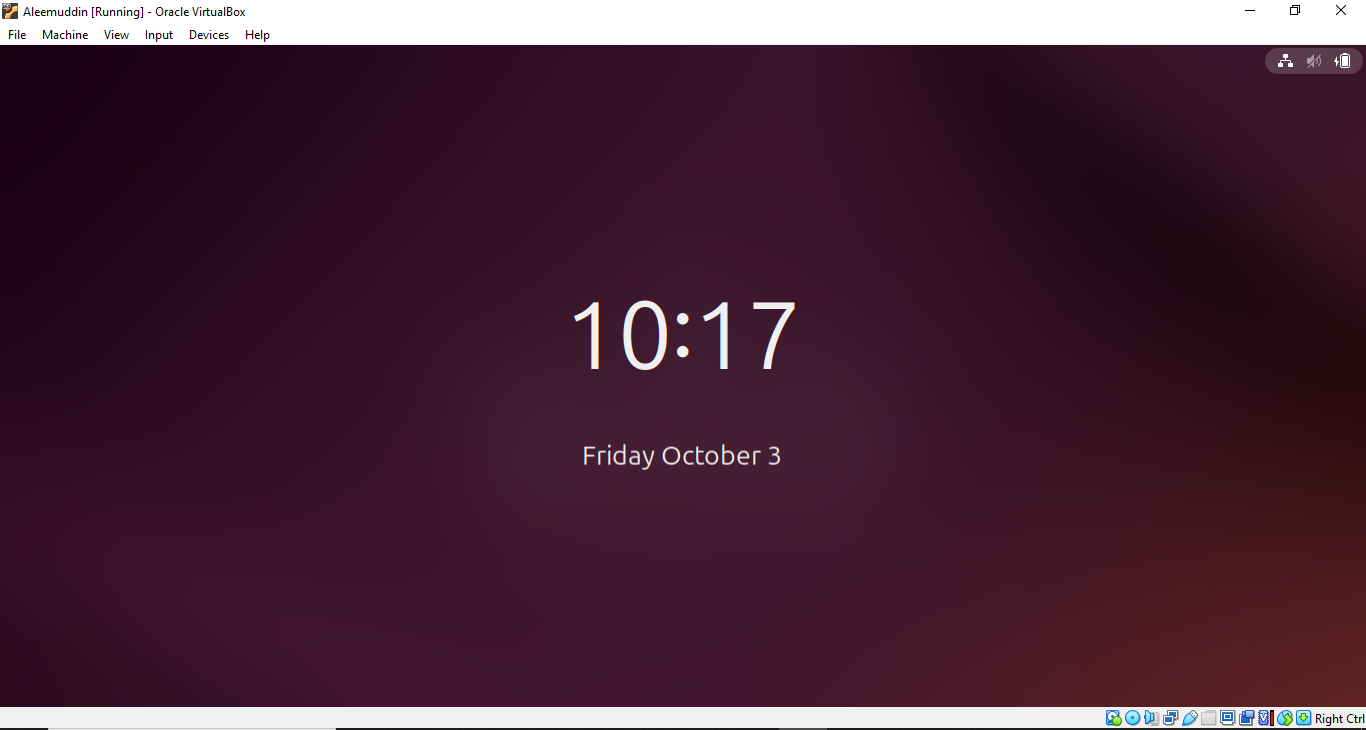 Aleemuddin [Running] - Oracle VirtualBox
File Machine View Input Devices Help
10:17
Friday October 3
Right Ctrl